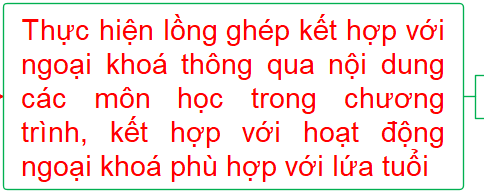 Thực hiện lồng ghép kết hợp với
ngoại khoá thông qua nội dung
các môn học trong chương
trình, kết hợp với hoạt động
ngoại khoá phù hợp với lứa tuổi